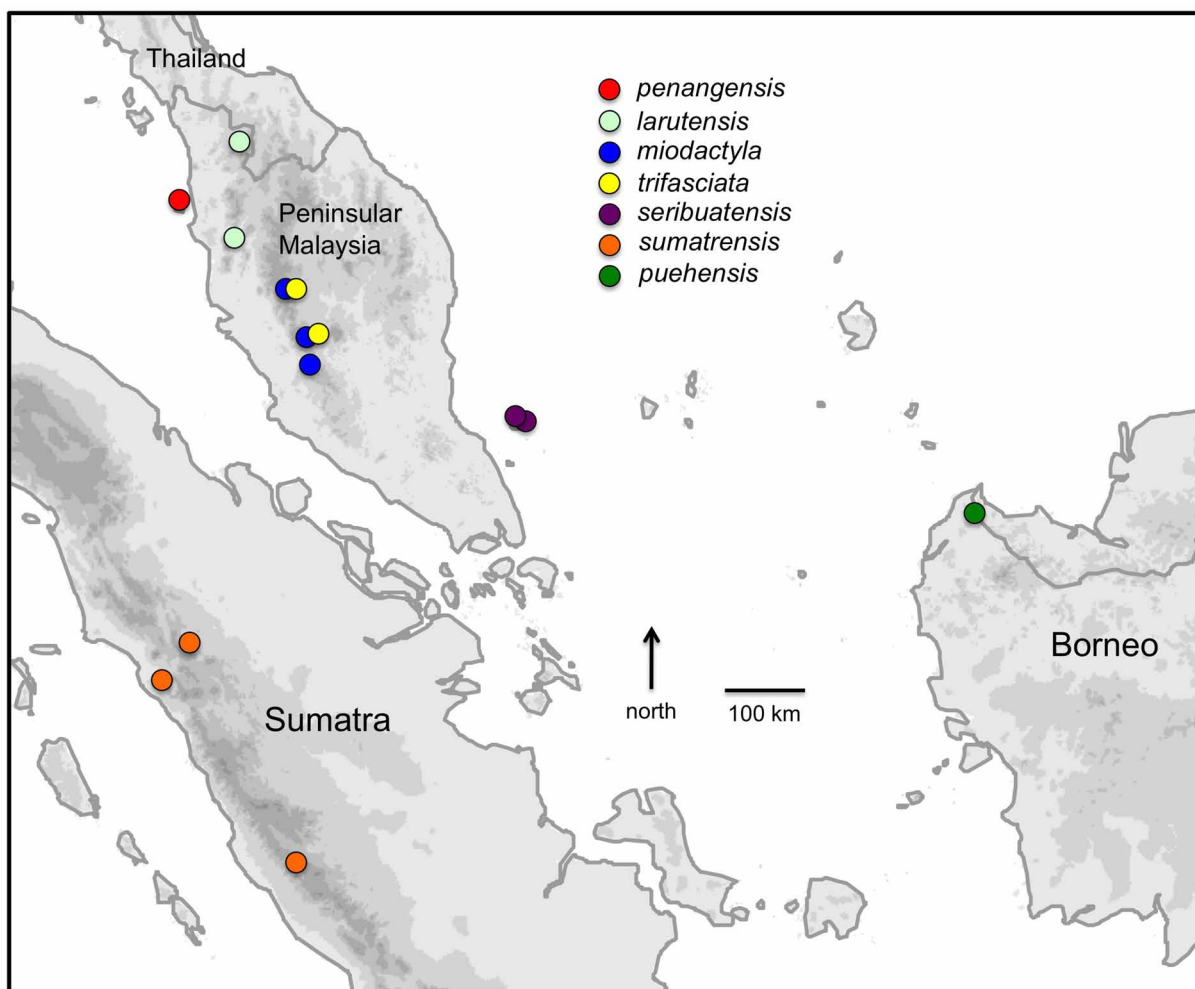 Thailand
penangensis
larutensis
miodactyla
trifasciata
seribuatensis
sumatrensis
puehensis
Peninsular
Malaysia
Borneo
Sumatra
north
100 km